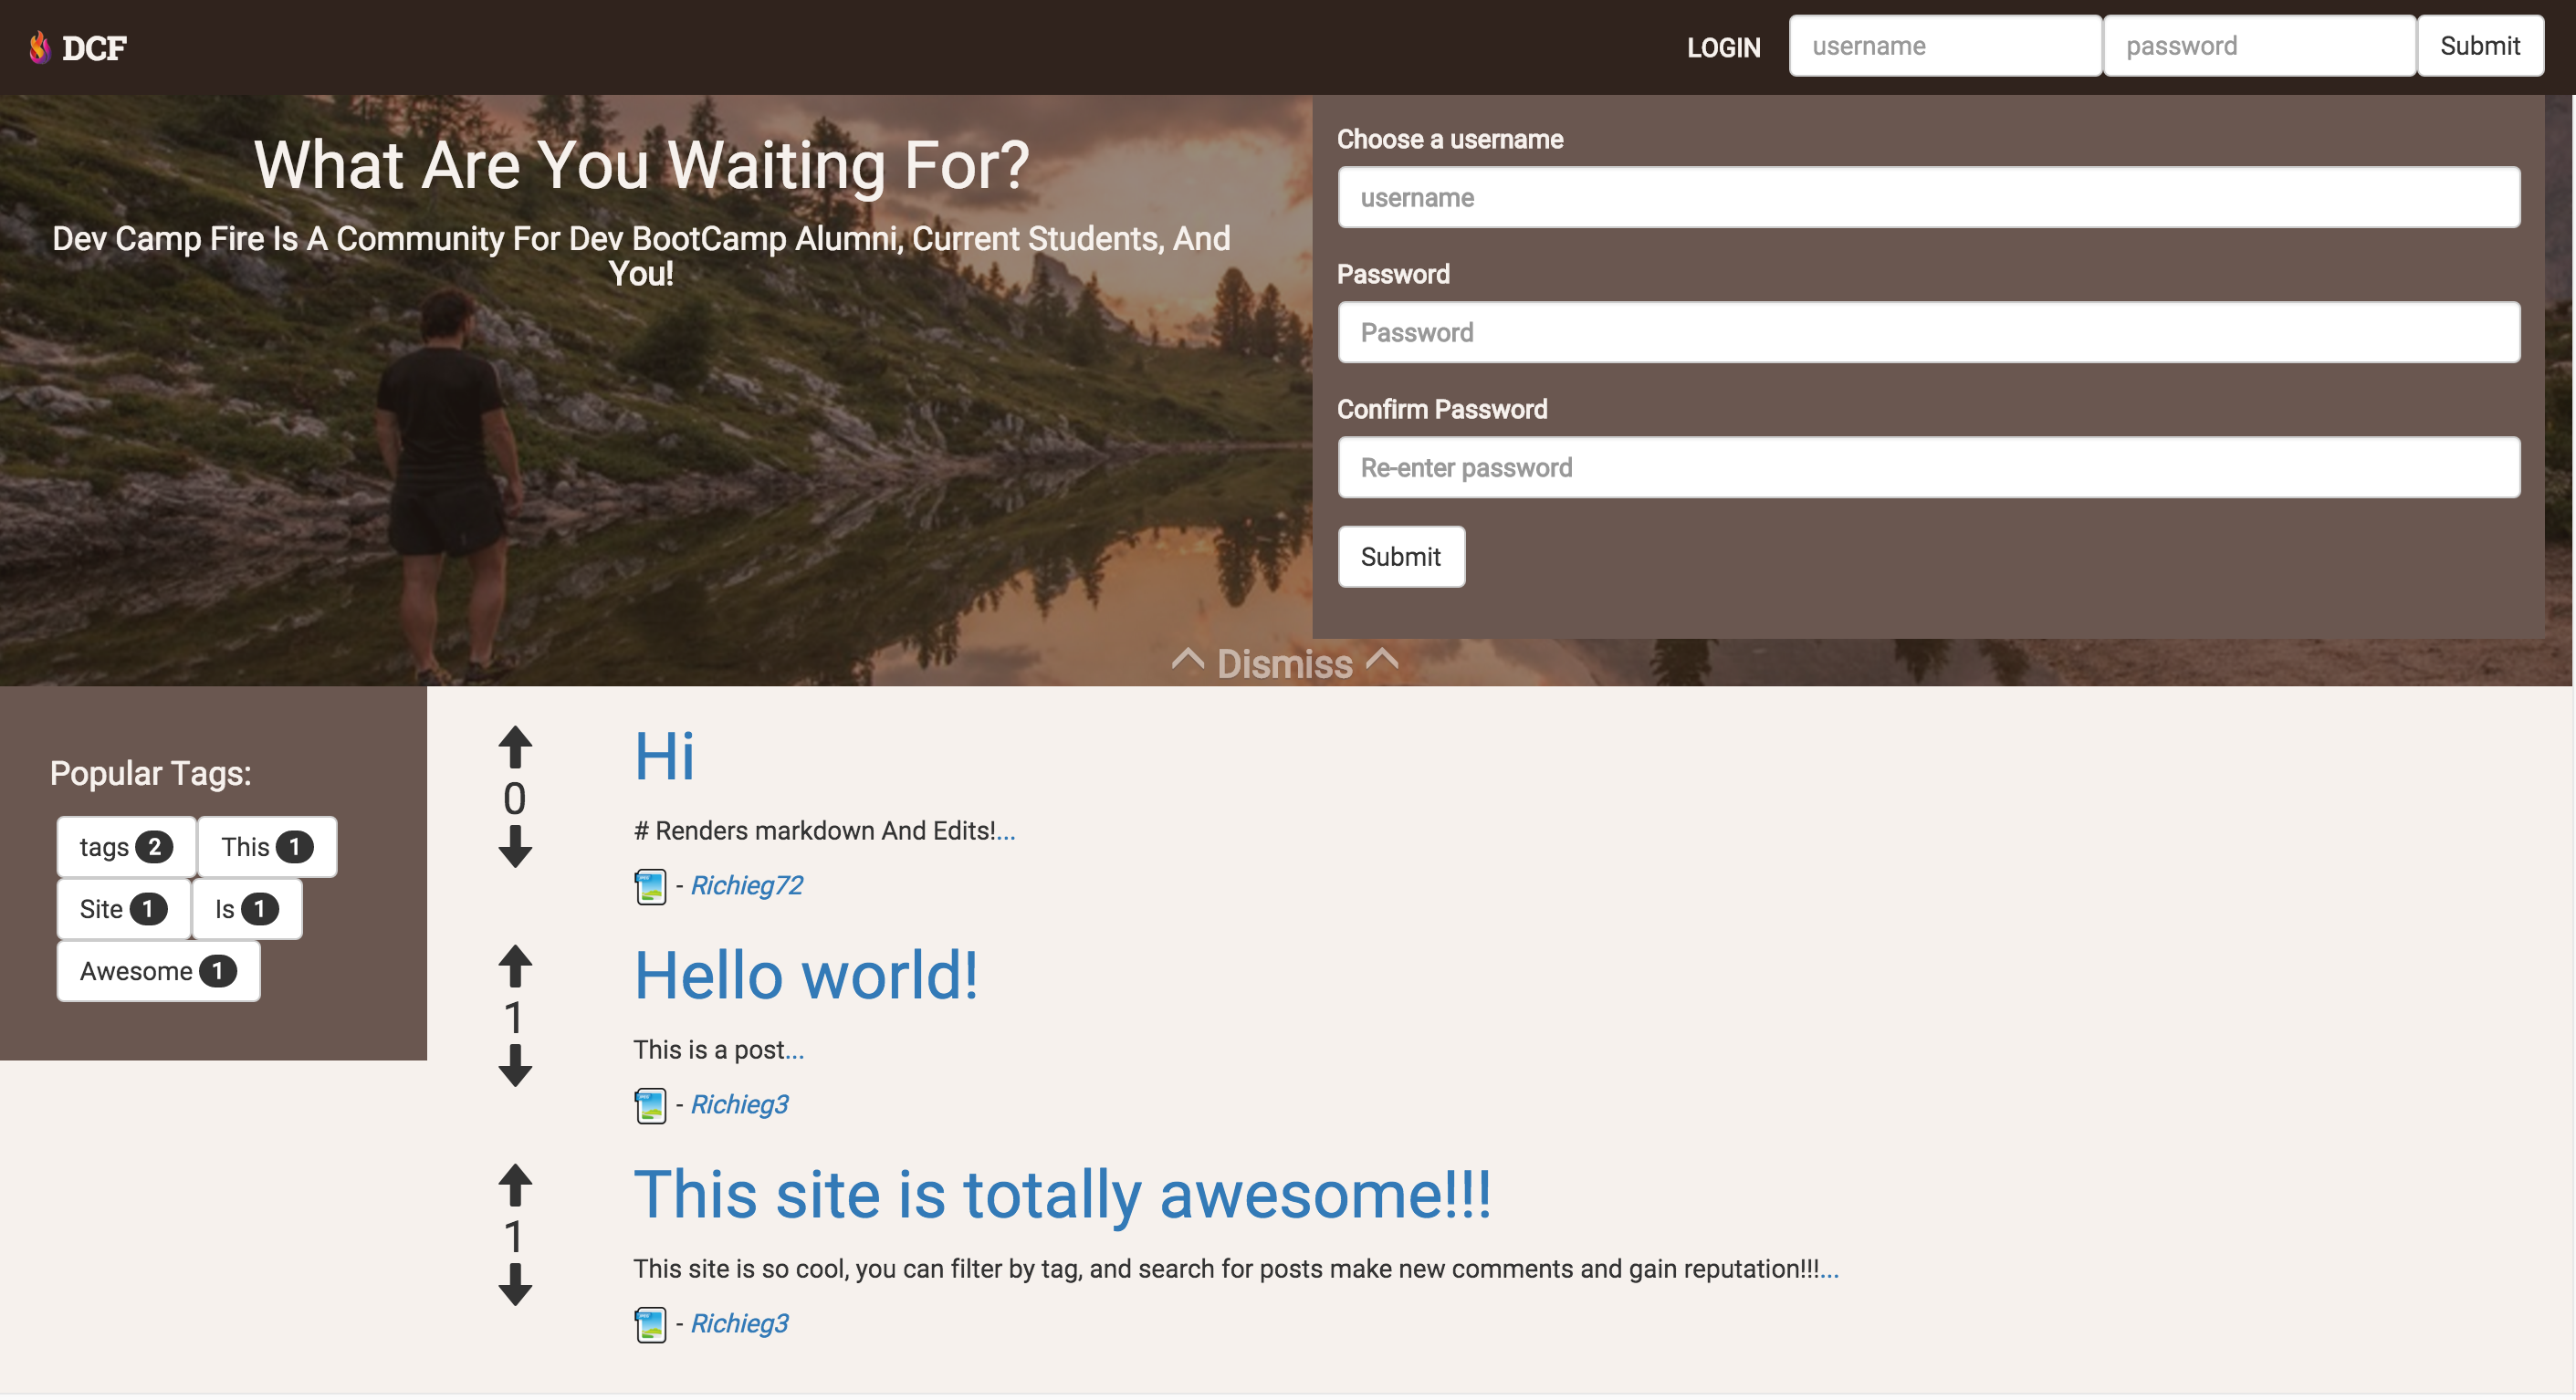 DCF
LOGIN username password Submit
What Are You Waiting For?
Dev Camp Fire Is A Community For Dev BootCamp Alumni, Current Students, And
You!
Choose a username
username
Password
Password
Confirm Password
Re-enter password
Submit
Dismiss
Popular Tags:
tags 2 This 1
Site 1 Is 1
Awesome 1
Hi
0
# Renders markdown And Edits!...
- Richieg72
Hello world!
1
This is a post...
- Richieg3
This site is totally awesome!!!
1
This site is so cool, you can filter by tag, and search for posts make new comments and gain reputation!!!...
- Richieg3